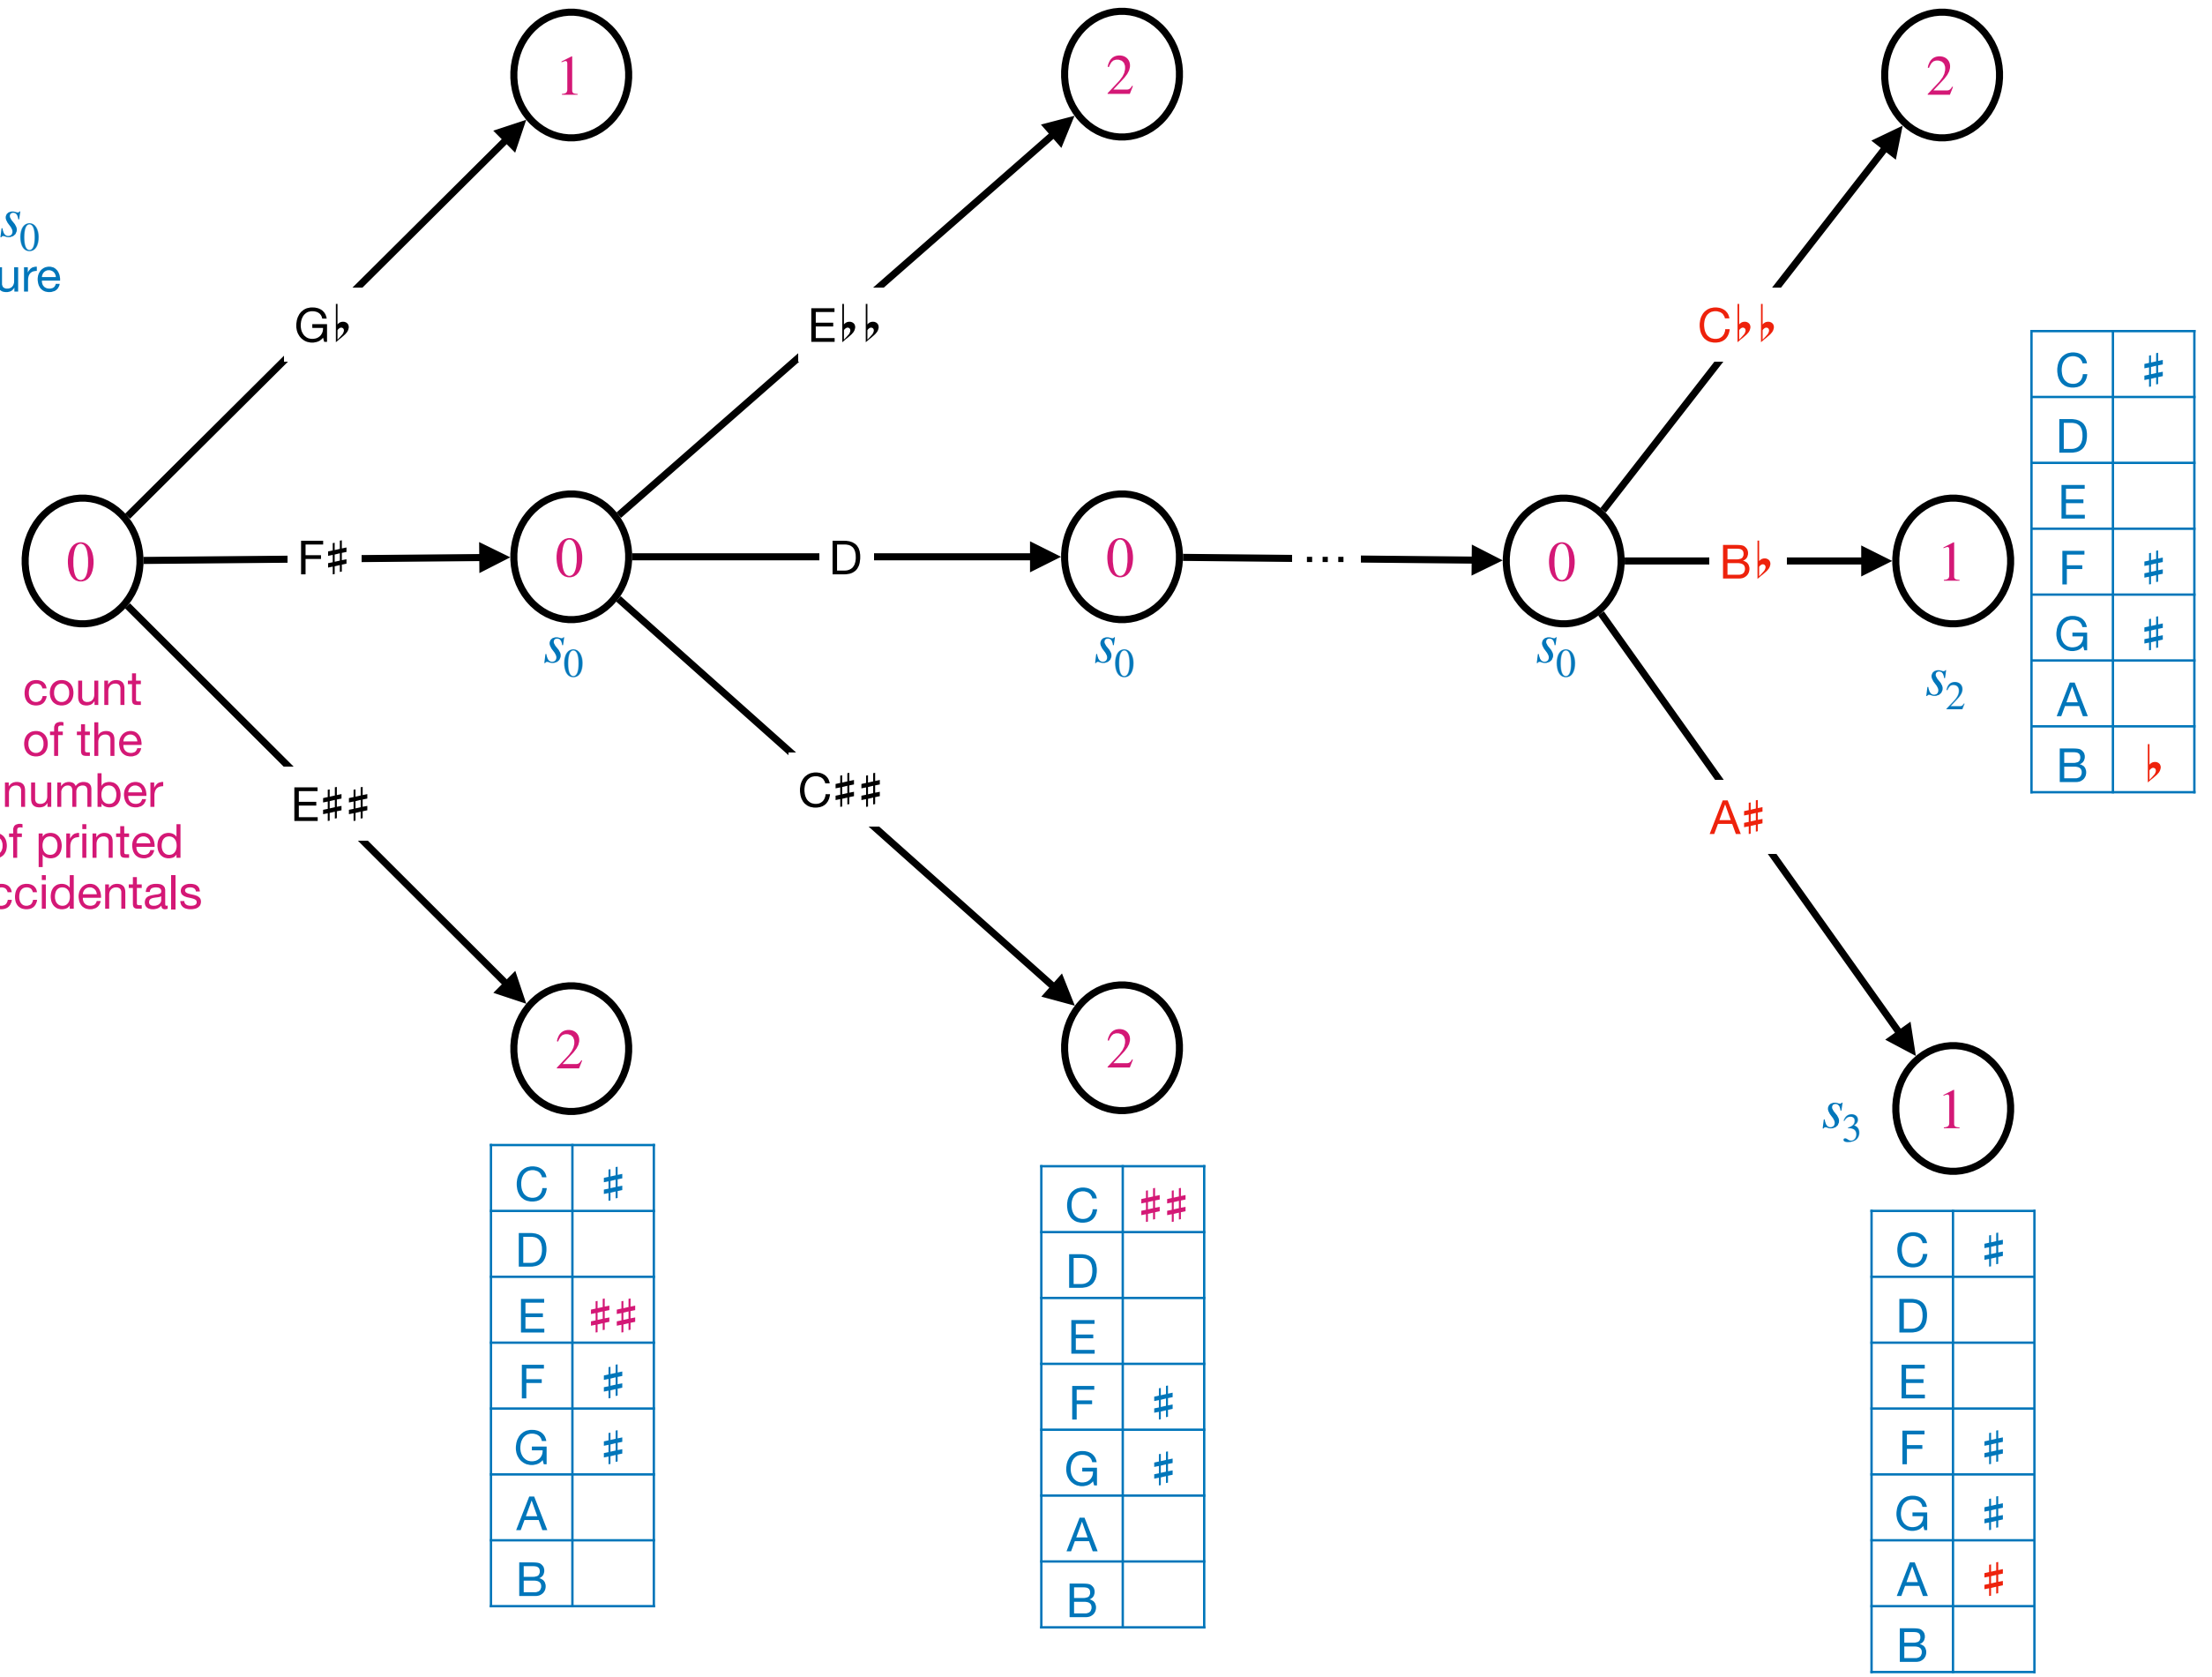 1
2
2
s0
ure
G♭
E♭♭
C♭♭
0
F♯
0
D
0
...
0
B♭
1
s0
s0
s0
s2
C ♯
D
E
F ♯
G ♯
A
B ♭
count
of the
number
of printed
ccidentals
E♯♯
C♯♯
A♯
2
2
1
s3
C ♯
D
E ♯♯
F ♯
G ♯
A
B
C ♯♯
D
E
F ♯
G ♯
A
B
C ♯
D
E
F ♯
G ♯
A ♯
B